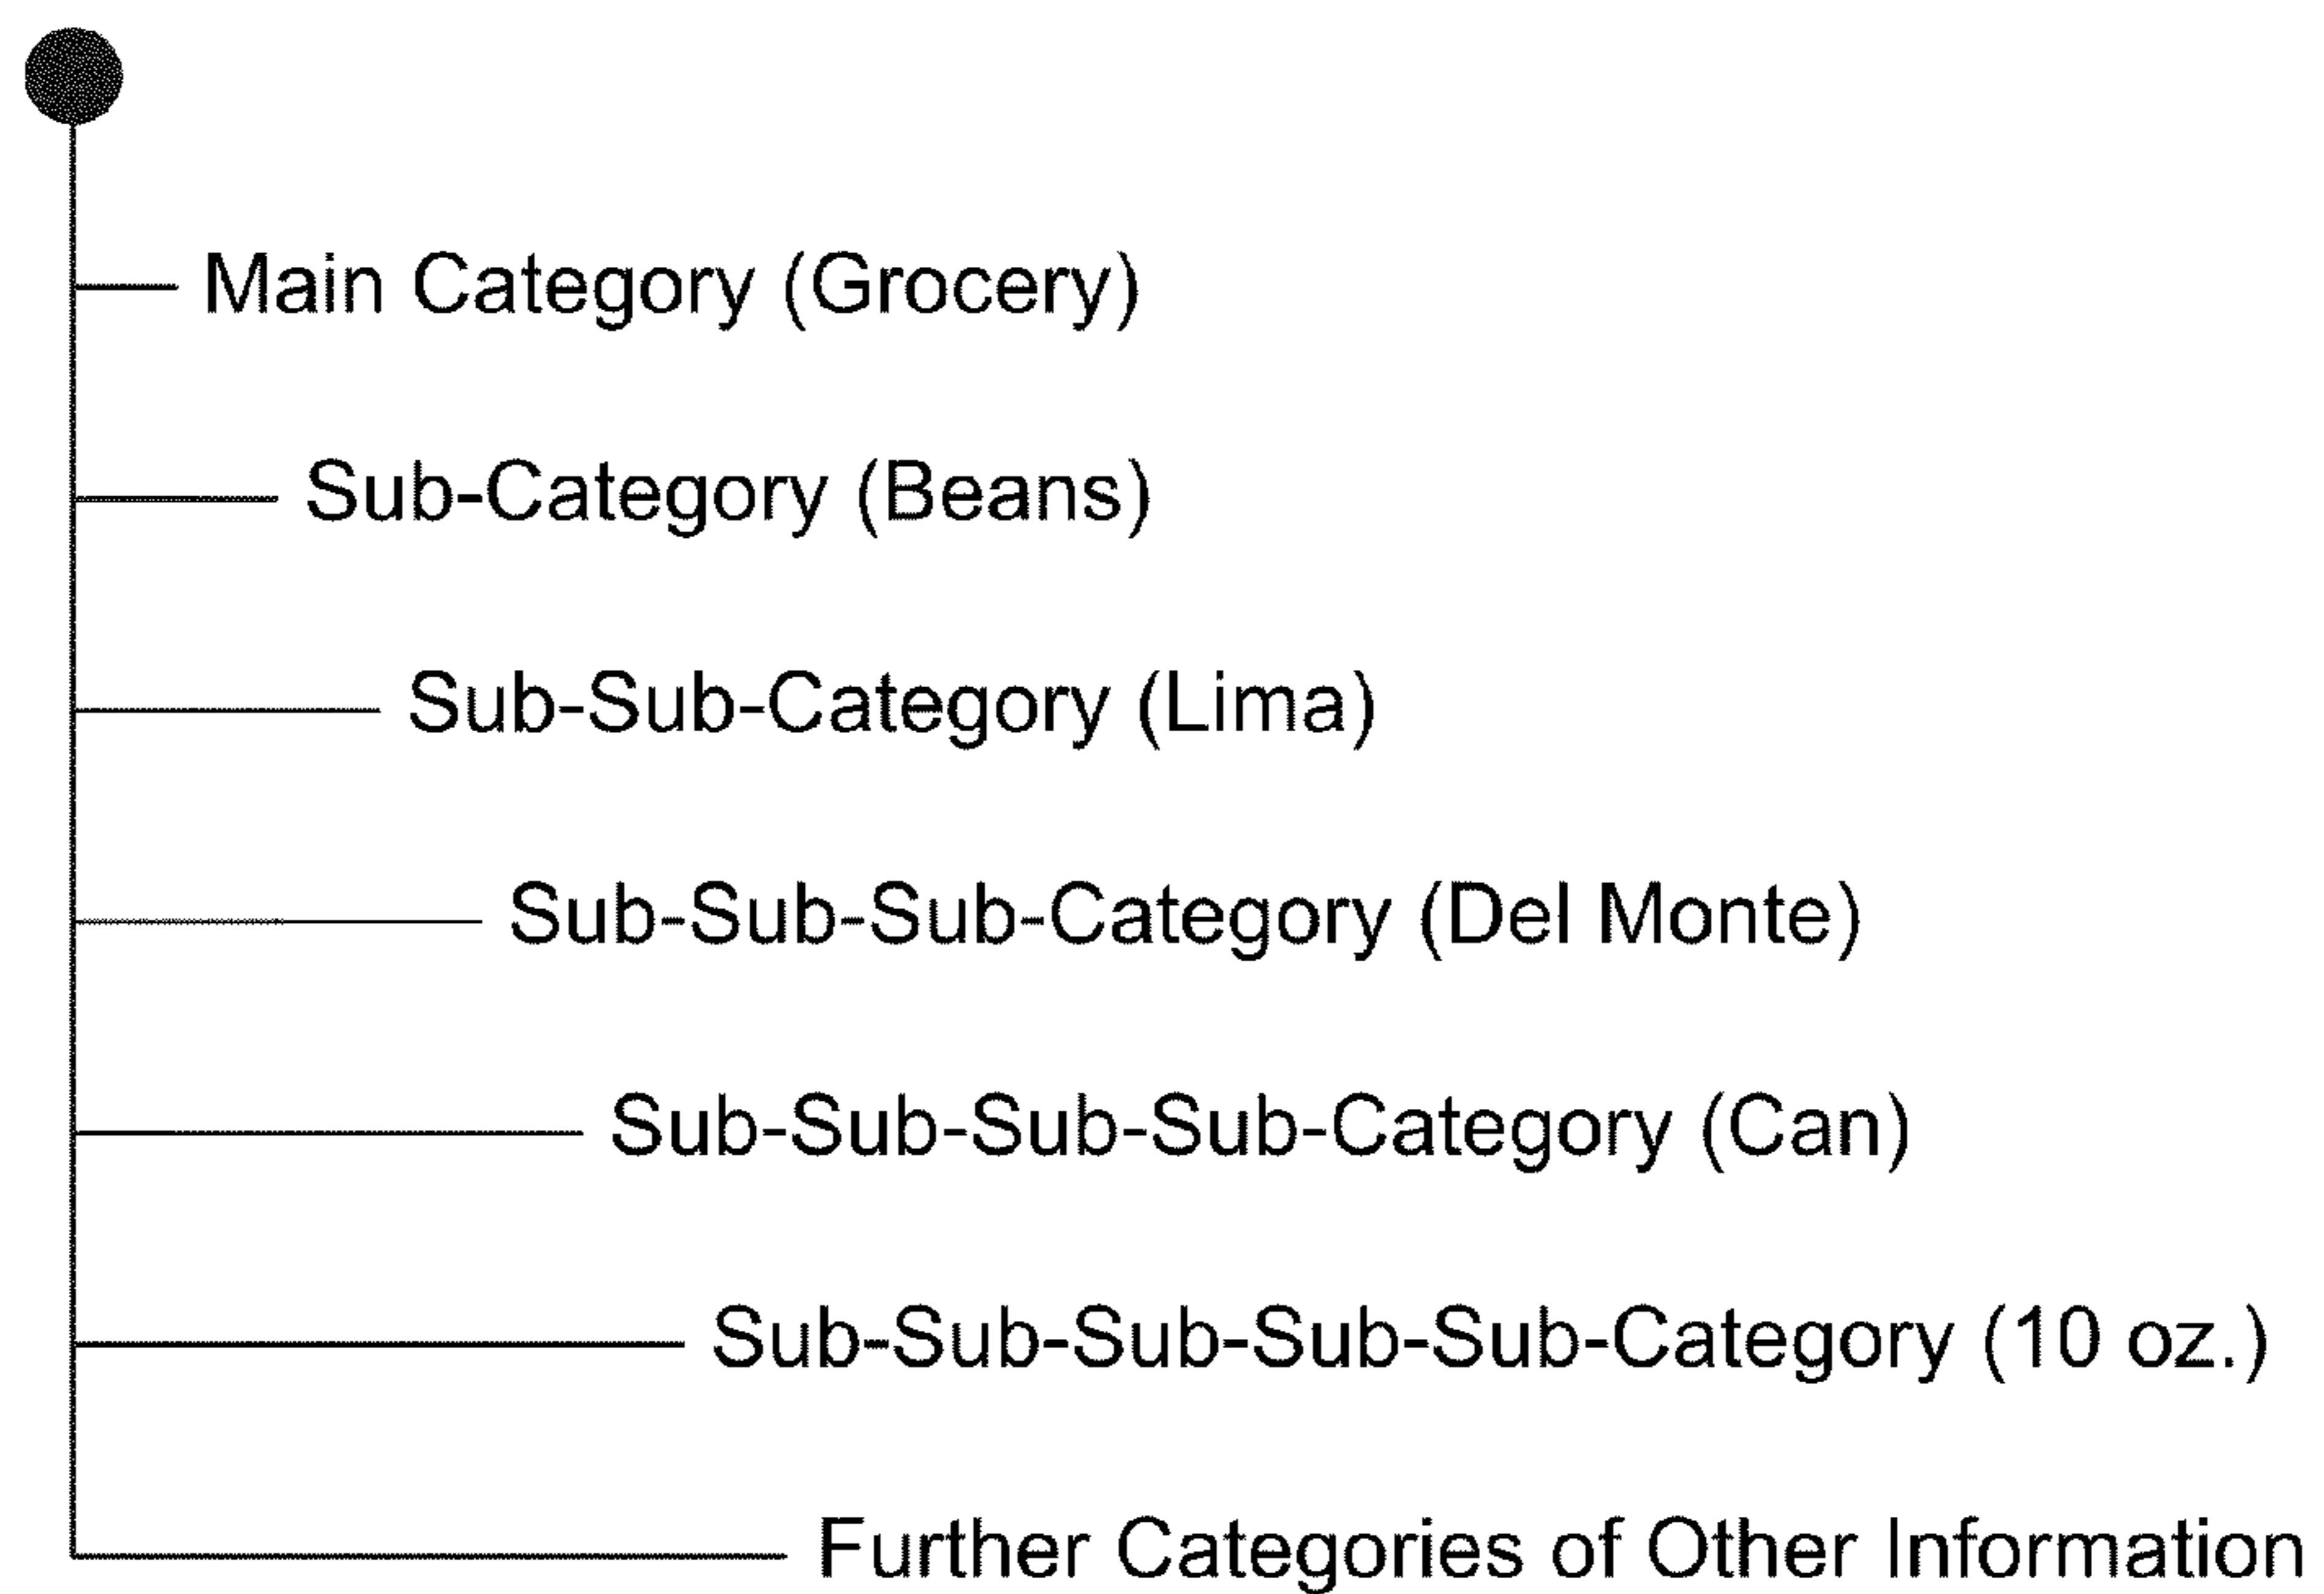 Main Category (Grocery)
Sub-Category (Beans)
Sub-Sub-Category (Lima)
Sub-Sub-Sub-Category (Del Monte)
Sub-Sub-Sub-Sub-Category (Can)
Sub-Sub-Sub-Sub-Sub-Category (10 oz.)
Further Categories of Other Information